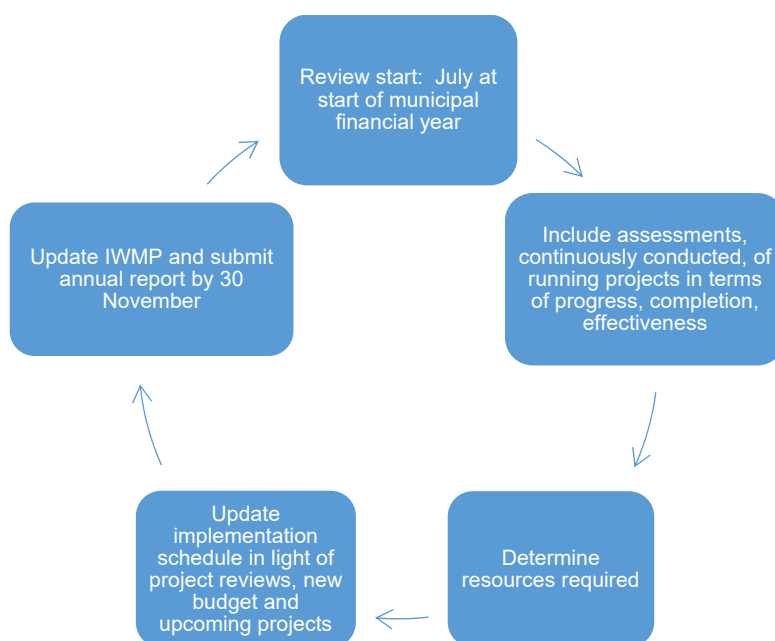 Review start:  July at
start of municipal
financial year
Include assessments,
continuously conducted, of
running projects in terms
of progress, completion,
effectiveness
Determine
resources required
Update
implementation
schedule in light of
project reviews, new
budget and
upcoming projects
Update IWMP and submit
annual report by 30
November